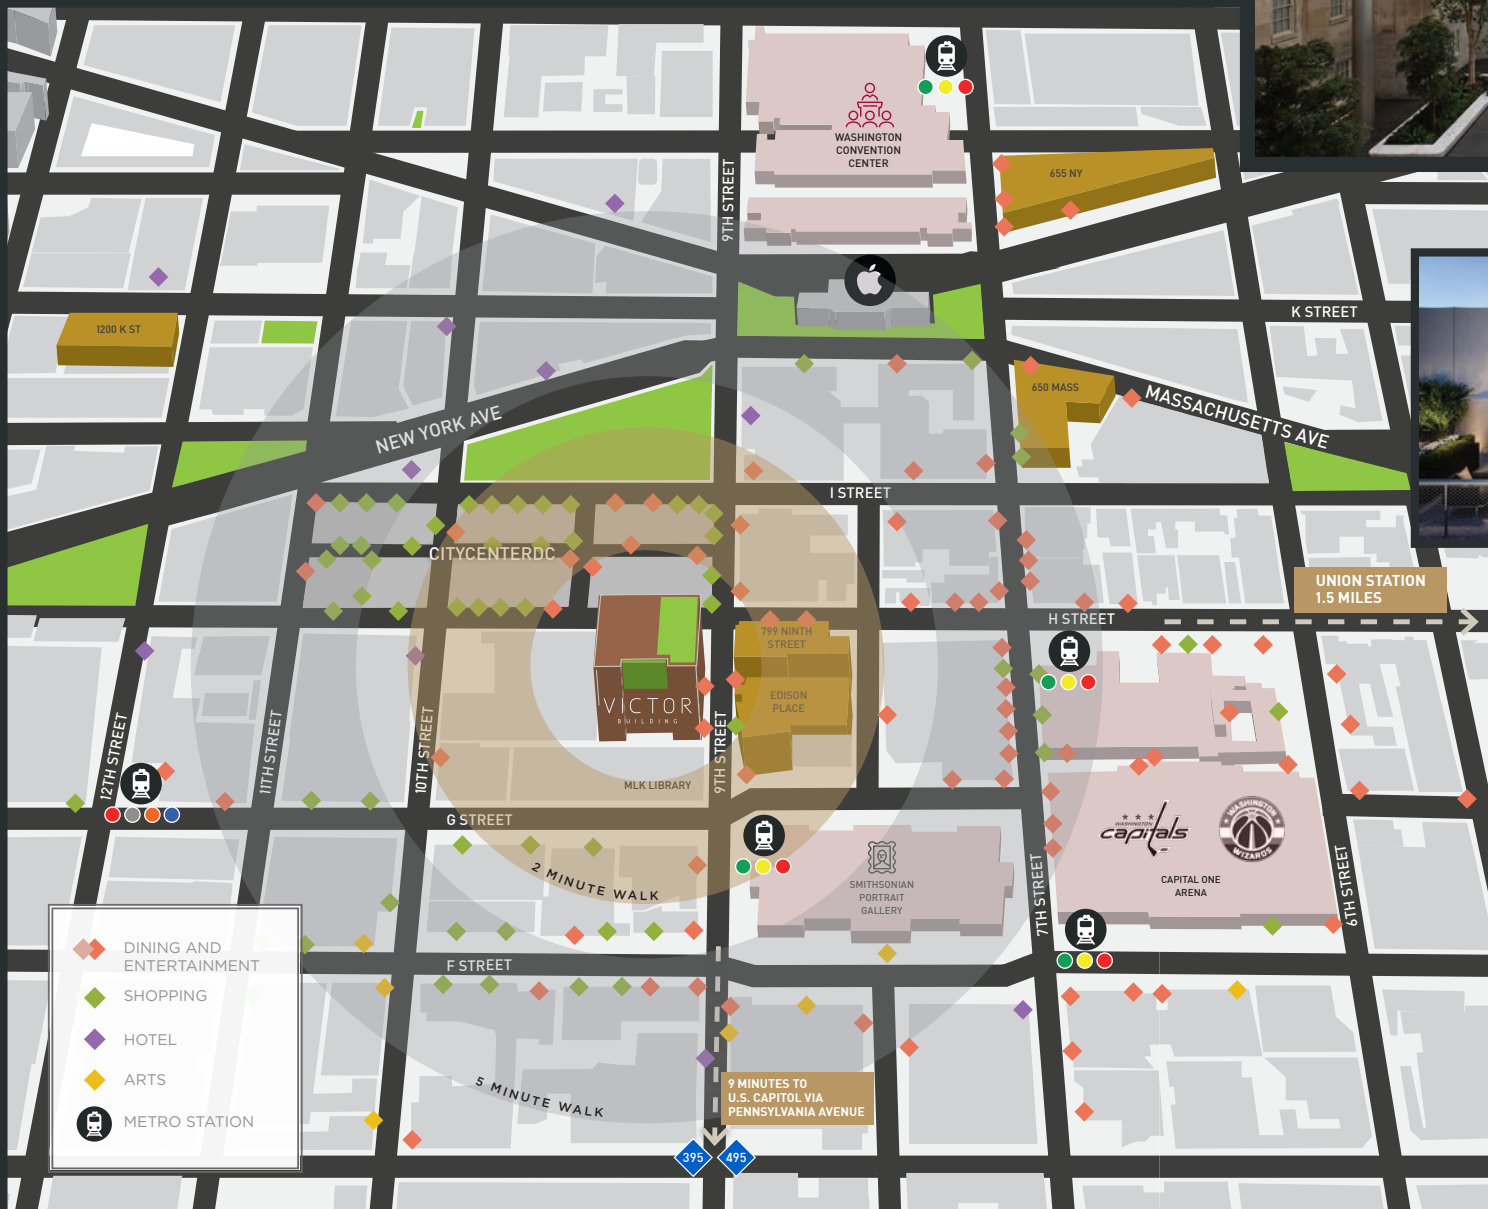 WASHINGTON
CONVENTION
CENTER
655 NY
9TH STREET
K STREET
1200 K ST
650 MASS
MASSACHUSETTS AVE
NEW YORK AVE
I STREET
CITYCENTERDC
UNION STATION
1.5 MILES
H STREET
799 NINTH
STREET
EDISON
PLACE
VICTOR
BUILDING
12TH STREET
11TH STREET
10TH STREET
9TH STREET
MLK LIBRARY
G STREET
2 MINUTE WALK
WASHINGTON
capitals
WASHINGTON
WIZARDS
CAPITAL ONE
ARENA
SMITHSONIAN
PORTRAIT
GALLERY
7TH STREET
6TH STREET
F STREET
DINING AND
ENTERTAINMENT
SHOPPING
HOTEL
ARTS
METRO STATION
5 MINUTE WALK
9 MINUTES TO
U.S. CAPITOL VIA
PENNSYLVANIA AVENUE
395
495